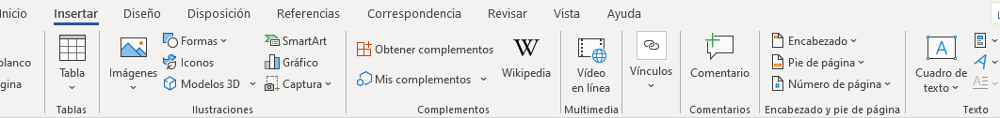 Inicio Insertar Diseño Disposición Referencias Correspondencia Revisar Vista Ayuda
blanco
gina
Tabla
Tablas
Imágenes
Formas
Iconos
Modelos 3D
SmartArt
Gráfico
Captura
Ilustraciones
Obtener complementos
Mis complementos
W
Wikipedia
Complementos
Vídeo
en línea
Multimedia
Vínculos
Comentario
Comentarios
Encabezado
Pie de página
Número de página
Encabezado y pie de página
A
Cuadro de
texto
A
A
Texto